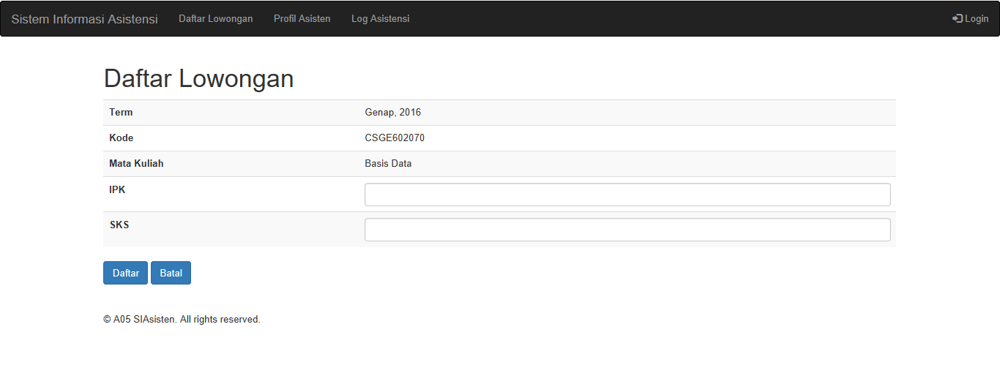 Sistem Informasi Asistensi Daftar Lowongan Profil Asisten Log Asistensi Login
Daftar Lowongan
Term Genap, 2016
Kode CSGE602070
Mata Kuliah Basis Data
IPK
SKS
Daftar Batal
© A05 SIAsisten. All rights reserved.